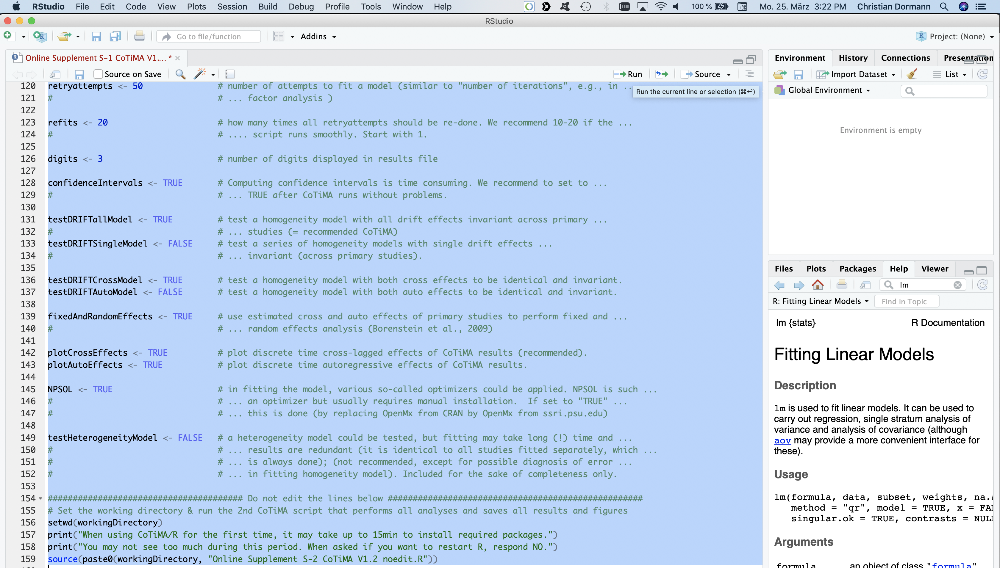 RStudio File Edit Code View Plots Session Build Debug Profile Tools Window Help 100 % Mo. 25. März 3:22 PM Christian Dormann
RStudio
Go to file/function Addins Project: (None)
Online Supplement S-1 CoTiMA V1.... *
Source on Save Run Source
Run the current line or selection (⌘↩)
120 retryattempts <- 50 # number of attempts to fit a model (similar to "number of iterations", e.g., in ..
121 # # ... factor analysis )
122
123 refits <- 20 # how many times all retryattempts should be re-done. We recommend 10-20 if the ...
124 # # .... script runs smoothly. Start with 1.
125
126 digits <- 3 # number of digits displayed in results file
127
128 confidenceIntervals <- TRUE # Computing confidence intervals is time consuming. We recommend to set to ...
129 # # ... TRUE after CoTiMA runs without problems.
130
131 testDRIFTallModel <- TRUE # test a homogeneity model with all drift effects invariant across primary ...
132 # # ... studies (= recommended CoTiMA)
133 testDRIFTSingleModel <- FALSE # test a series of homogeneity models with single drift effects ...
134 # # ... invariant (across primary studies).
135
136 testDRIFTCrossModel <- TRUE # test a homogeneity model with both cross effects to be identical and invariant.
137 testDRIFTAutoModel <- FALSE # test a homogeneity model with both auto effects to be identical and invariant.
138
139 fixedAndRandomEffects <- TRUE # use estimated cross and auto effects of primary studies to perform fixed and ...
140 # # ... random effects analysis (Borenstein et al., 2009)
141
142 plotCrossEffects <- TRUE # plot discrete time cross-lagged effects of CoTiMA results (recommended).
143 plotAutoEffects <- TRUE # plot discrete time autoregressive effects of CoTiMA results.
144
145 NPSOL <- TRUE # in fitting the model, various so-called optimizers could be applied. NPSOL is such ...
146 # # ... an optimizer but usually requires manual installation.  If set to "TRUE" ...
147 # # ... this is done (by replacing OpenMx from CRAN by OpenMx from ssri.psu.edu)
148
149 testHeterogeneityModel <- FALSE # a heterogeneity model could be tested, but fitting may take long (!) time and ...
150 # # ... results are redundant (it is identical to all studies fitted separately, which ...
151 # # ... is always done); (not recommended, except for possible diagnosis of error ...
152 # # ... in fitting homogeneity model). Included for the sake of completeness only.
153
154 ####################################### Do not edit the lines below ###################################################
155 # Set the working directory & run the 2nd CoTiMA script that performs all analyses and saves all results and figures
156 setwd(workingDirectory)
157 print("When using CoTiMA/R for the first time, it may take up to 15min to install required packages.")
158 print("You may not see too much during this period. When asked if you want to restart R, respond NO.")
159 source(paste0(workingDirectory, "Online Supplement S-2 CoTiMA V1.2 noedit.R"))
Environment History Connections Presentation
Import Dataset List
Global Environment
Environment is empty
Files Plots Packages Help Viewer
lm
R: Fitting Linear Models Find in Topic
lm {stats} R Documentation
Fitting Linear Models
Description
lm is used to fit linear models. It can be used to
carry out regression, single stratum analysis of
variance and analysis of covariance (although
aov may provide a more convenient interface for
these).
Usage
lm(formula, data, subset, weights, na.a
method = "qr", model = TRUE, x = FAL
singular.ok = TRUE, contrasts = NULL
Arguments
formula an object of class "formula"